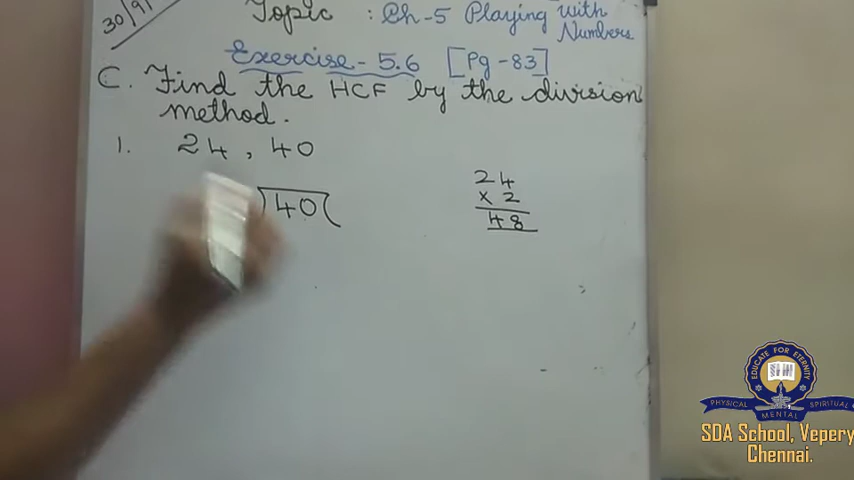 30/91
Topic : Ch-5 Playing with
Numbers
Exercise - 5.6 [Pg -83]
C. Find the HCF by the division
method.
1. 24, 40
40
24
x 2
48
EDUCATE FOR ETERNITY
PHYSICAL MENTAL SPIRITUAL
SDA School, Vepery
Chennai.